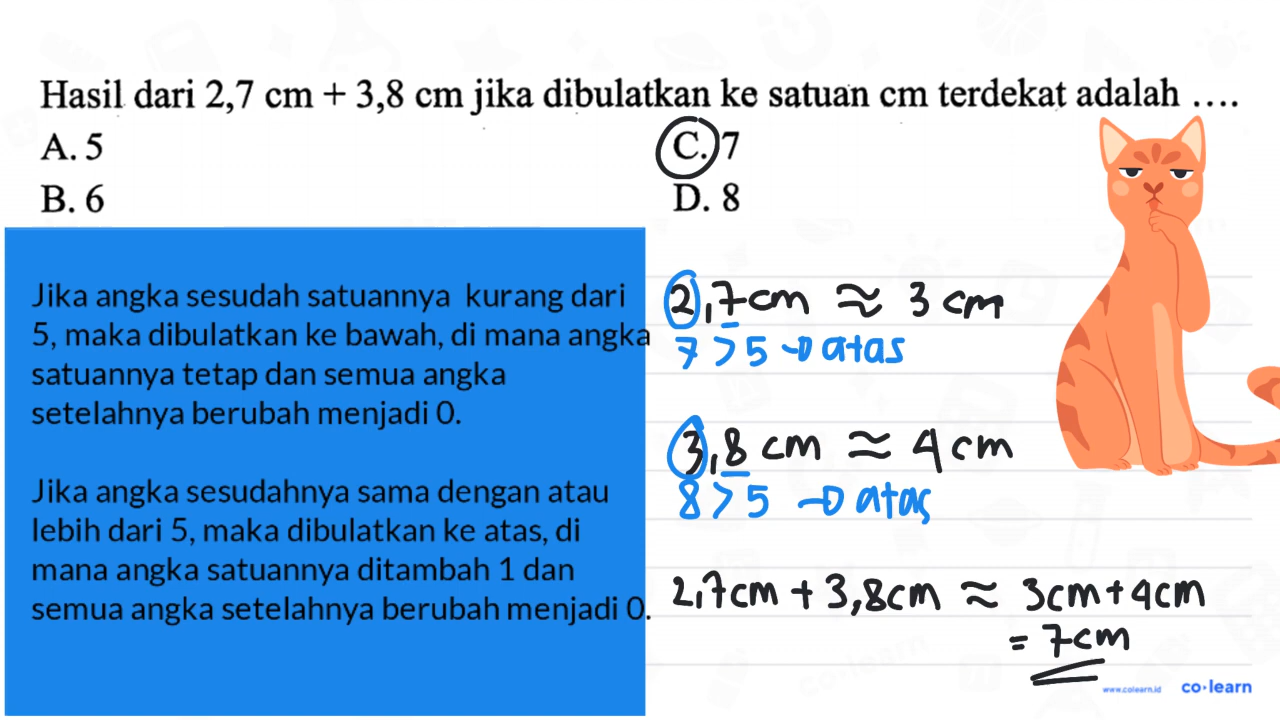 Hasil dari 2,7 cm + 3,8 cm jika dibulatkan ke satuan cm terdekat adalah ....
A. 5
C. 7
B. 6
D. 8
Jika angka sesudah satuannya kurang dari
5, maka dibulatkan ke bawah, di mana angka
satuannya tetap dan semua angka
setelahnya berubah menjadi 0.
Jika angka sesudahnya sama dengan atau
lebih dari 5, maka dibulatkan ke atas, di
mana angka satuannya ditambah 1 dan
semua angka setelahnya berubah menjadi 0.
2,7 cm ≈ 3 cm
7 > 5 → atas
3,8 cm ≈ 4 cm
8 > 5 → atas
2,7 cm + 3,8 cm ≈ 3 cm + 4 cm
= 7 cm
www.colearn.id co·learn